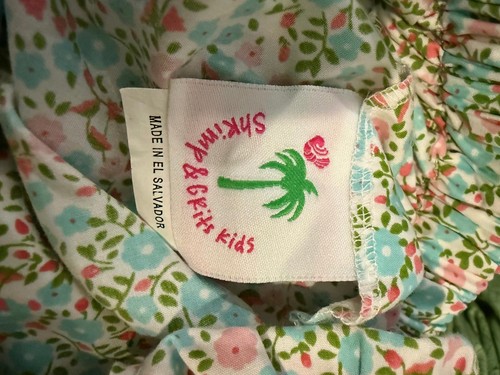 Shrimp & Grits Kids
MADE IN EL SALVADOR